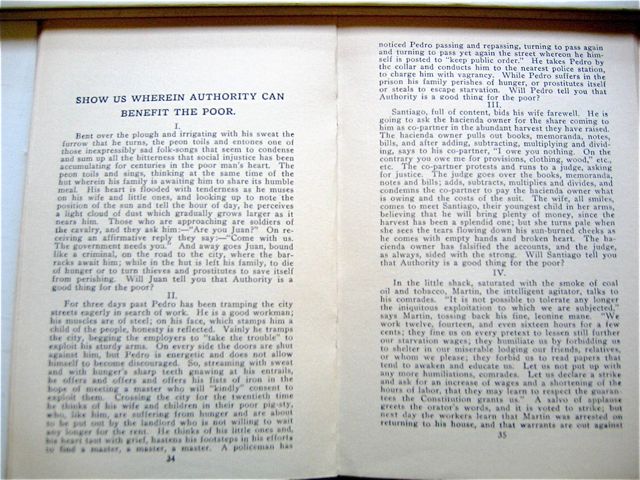 SHOW US WHEREIN AUTHORITY CAN
BENEFIT THE POOR.
I.
Bent over the plough and irrigating with his sweat the
furrow that he turns, the peon toils and entones one of
those inexpressibly sad folk-songs that seem to condense
and sum up all the bitterness that social injustice has been
accumulating for centuries in the poor man's heart. The
peon toils and sings, thinking at the same time of the
hut wherein his family is awaiting him to share its humble
meal. His heart is flooded with tenderness as he muses
on his wife and little ones, and looking up to note the
position of the sun and tell the hour of day, he perceives
a light cloud of dust which gradually grows larger as it
nears him. Those who are approaching are soldiers of
the cavalry, and they ask him:—"Are you Juan?" On re-
ceiving an affirmative reply they say:—"Come with us.
The government needs you." And away goes Juan, bound
like a criminal, on the road to the city, where the bar-
racks await him; while in the hut is left his family, to die
of hunger or to turn thieves and prostitutes to save itself
from perishing. Will Juan tell you that Authority is a
good thing for the poor?
II.
For three days past Pedro has been tramping the city
streets eagerly in search of work. He is a good workman;
his muscles are of steel; on his face, which stamps him a
child of the people, honesty is reflected. Vainly he tramps
the city, begging the employers to "take the trouble" to
exploit his sturdy arms. On every side the doors are shut
against him, but Pedro is energetic and does not allow
himself to become discouraged. So, streaming with sweat
and with hunger's sharp teeth gnawing at his entrails,
he offers and offers and offers his fists of iron in the
hope of meeting a master who will "kindly" consent to
exploit them. Crossing the city for the twentieth time
he thinks of his wife and children in their poor pig-sty,
who, like him, are suffering from hunger and are about
to be put out by the landlord who is not willing to wait
any longer for the rent. He thinks of his little ones and,
his heart taut with grief, hastens his footsteps in his efforts
to find a master, a master, a master. A policeman has
34
noticed Pedro passing and repassing, turning to pass again
and turning to pass yet again the street whereon he him-
self is posted to "keep public order." He takes Pedro by
the collar and conducts him to the nearest police station,
to charge him with vagrancy. While Pedro suffers in the
prison his family perishes of hunger, or prostitutes itself
or steals to escape starvation. Will Pedro tell you that
Authority is a good thing for the poor?
III.
Santiago, full of content, bids his wife farewell. He is
going to ask the hacienda owner for the share coming to
him as co-partner in the abundant harvest they have raised.
The hacienda owner pulls out books, memoranda, notes,
bills, and after adding, subtracting, multiplying and divid-
ing, says to his co-partner, "I owe you nothing. On the
contrary you owe me for provisions, clothing, wood," etc.,
etc. The co-partner protests and runs to a judge, asking
for justice. The judge goes over the books, memoranda,
notes and bills; adds, subtracts, multiplies and divides, and
condemns the co-partner to pay the hacienda owner what
is owing and the costs of the suit. The wife, all smiles,
comes to meet Santiago, their youngest child in her arms,
believing that he will bring plenty of money, since the
harvest has been a splendid one; but she turns pale when
she sees the tears flowing down his sun-burned cheeks as
he comes with empty hands and broken heart. The ha-
cienda owner has falsified the accounts, and the judge,
as always, sided with the strong. Will Santiago tell you
that Authority is a good thing for the poor?
IV.
In the little shack, saturated with the smoke of coal
oil and tobacco, Martin, the intelligent agitator, talks to
his comrades. "It is not possible to tolerate any longer
the iniquitous exploitation to which we are subjected,"
says Martin, tossing back his fine, leonine mane. "We
work twelve, fourteen, and even sixteen hours for a few
cents; they fine us on every pretext to lessen still further
our starvation wages; they humiliate us by forbidding us
to shelter in our miserable lodging our friends, relatives,
or whom we please; they forbid us to read papers that
tend to awaken and educate us. Let us not put up with
any more humiliations, comrades. Let us declare a strike
and ask for an increase of wages and a shortening of the
hours of labor, that they may learn to respect the guaran-
tees the Constitution grants us." A salvo of applause
greets the orator's words, and it is voted to strike; but
next day the workers learn that Martin was arrested on
returning to his house, and that warrants are out against
35